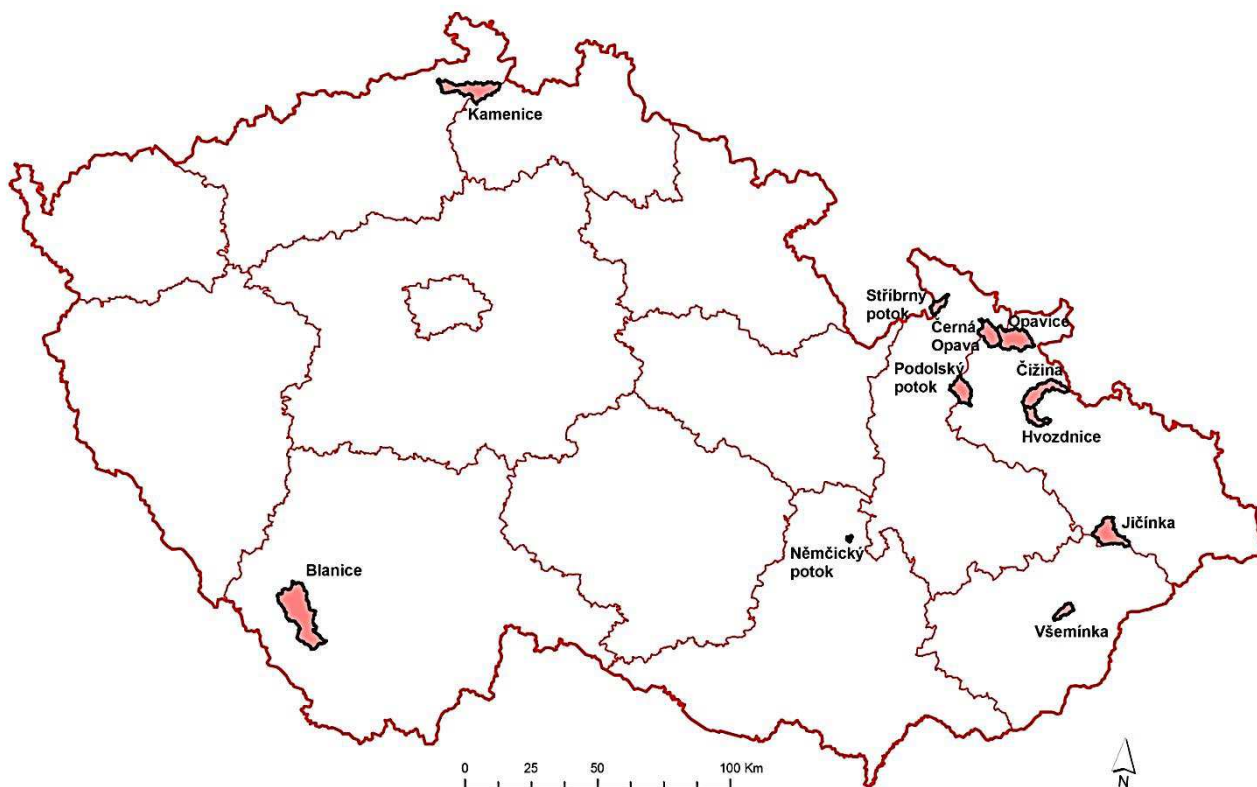 Kamenice
Stříbrný
potok
Černá
Opava
Opavice
Podolský
potok
Čižina
Hvozdnice
Jičínka
Němčický
potok
Blanice
Všemínka
0 25 50 100 Km
N